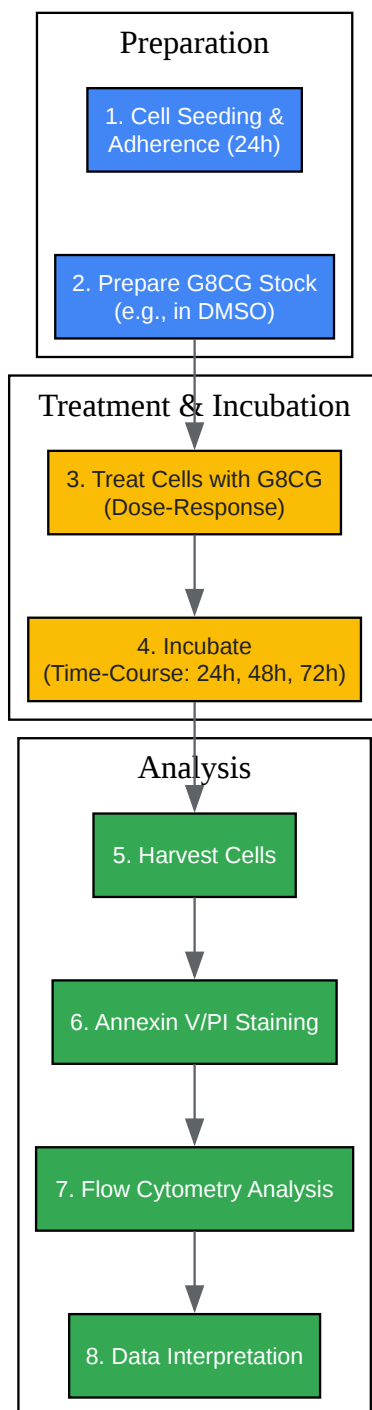 Preparation
1. Cell Seeding &
Adherence (24h)
2. Prepare G8CG Stock
(e.g., in DMSO)
Treatment & Incubation
3. Treat Cells with G8CG
(Dose-Response)
4. Incubate
(Time-Course: 24h, 48h, 72h)
Analysis
5. Harvest Cells
6. Annexin V/PI Staining
7. Flow Cytometry Analysis
8. Data Interpretation